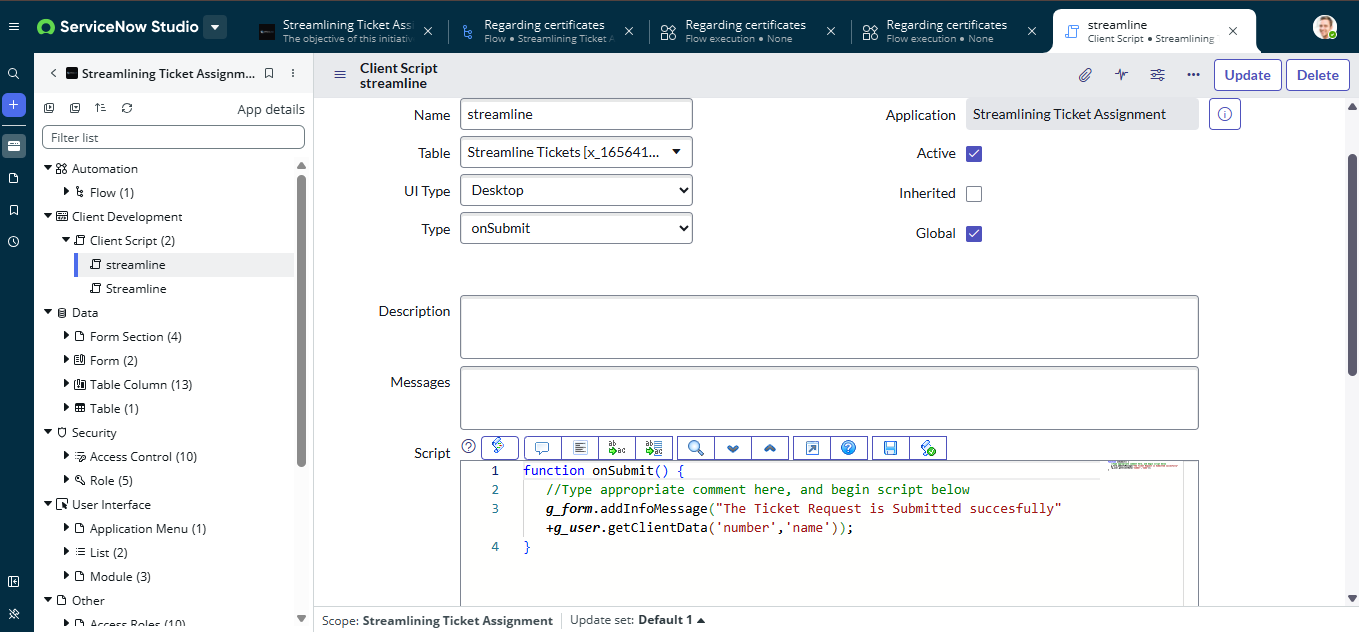 ServiceNow Studio
Streamlining Ticket Assi
The objective of this initiativ
Regarding certificates
Flow • Streamlining Ticket A
Regarding certificates
Flow execution • None
Regarding certificates
Flow execution • None
streamline
Client Script • Streamlining
Streamlining Ticket Assignm...
App details
Filter list
Automation
Flow (1)
Client Development
Client Script (2)
streamline
Streamline
Data
Form Section (4)
Form (2)
Table Column (13)
Table (1)
Security
Access Control (10)
Role (5)
User Interface
Application Menu (1)
List (2)
Module (3)
Other
Access Roles (10)
Client Script
streamline
Update
Delete
Name streamline
Table Streamline Tickets [x_165641...
UI Type Desktop
Type onSubmit
Application Streamlining Ticket Assignment
Active
Inherited
Global
Description
Messages
Script
1 function onSubmit() {
2 //Type appropriate comment here, and begin script below
3 g_form.addInfoMessage("The Ticket Request is Submitted succesfully"
+g_user.getClientData('number','name'));
4 }
Scope: Streamlining Ticket Assignment
Update set: Default 1